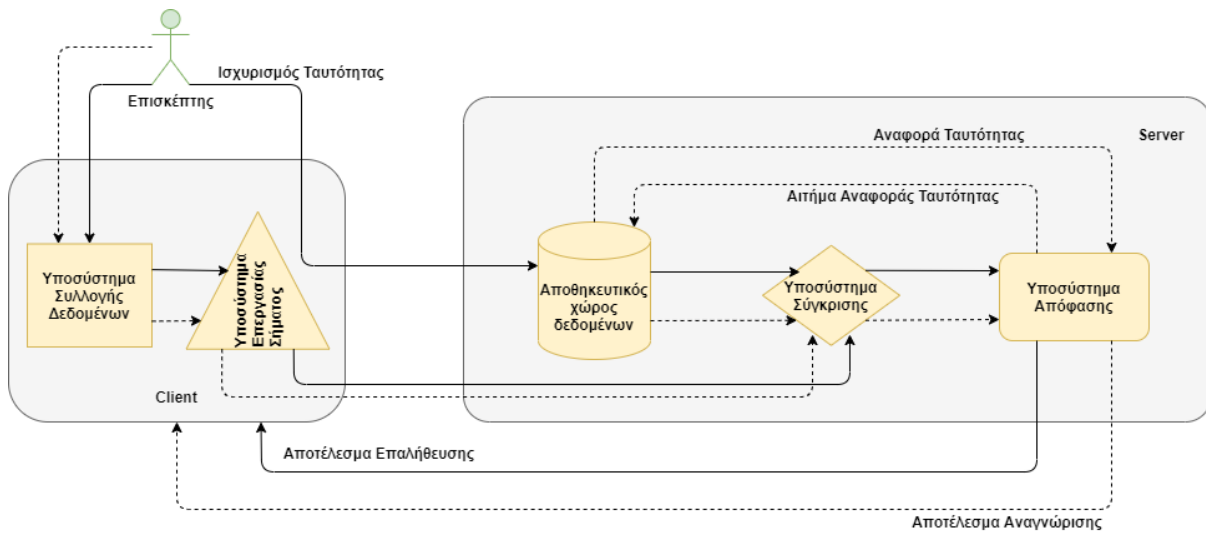 Ισχυρισμός Ταυτότητας
Επισκέπτης
Αναφορά Ταυτότητας
Server
Αιτήμα Αναφοράς Ταυτότητας
Υποσύστημα
Συλλογής
Δεδομένων
Υποσύστημα
Επεργασίας
Σήματος
Αποθηκευτικός
χώρος
δεδομένων
Υποσύστημα
Σύγκρισης
Υποσύστημα
Απόφασης
Client
Αποτέλεσμα Επαλήθευσης
Αποτέλεσμα Αναγνώρισης